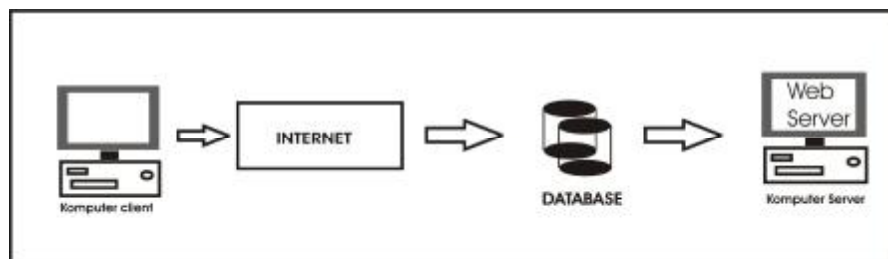 Komputer client
INTERNET
DATABASE
Web
Server
Komputer Server